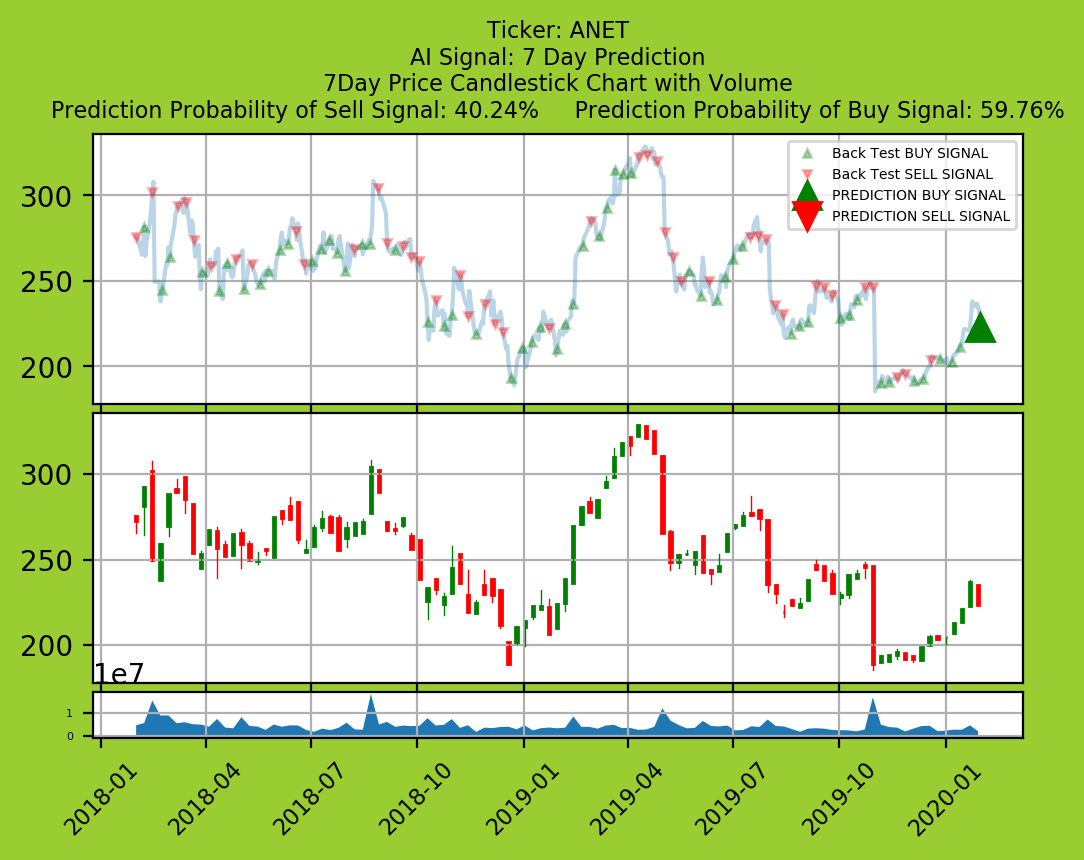 Ticker: ANET
AI Signal: 7 Day Prediction
7Day Price Candlestick Chart with Volume
Prediction Probability of Sell Signal: 40.24%     Prediction Probability of Buy Signal: 59.76%
Back Test BUY SIGNAL
Back Test SELL SIGNAL
PREDICTION BUY SIGNAL
PREDICTION SELL SIGNAL
300
250
200
300
250
200
1e7
1
0
2018-01
2018-04
2018-07
2018-10
2019-01
2019-04
2019-07
2019-10
2020-01